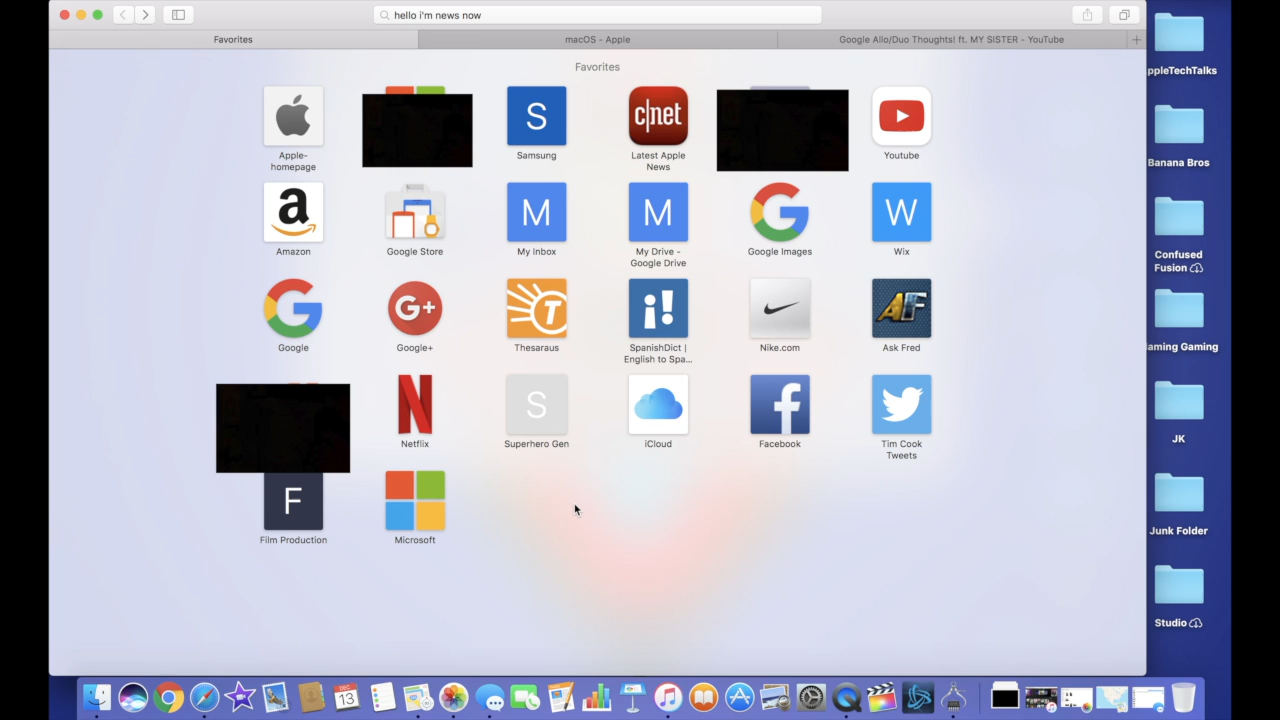 hello i'm news now
Favorites
macOS - Apple
Google Allo/Duo Thoughts! ft. MY SISTER - YouTube
Favorites
S
c|net
Apple-
homepage
Samsung
Latest Apple
News
Youtube
a
M
M
G
W
Amazon
Google Store
My Inbox
My Drive -
Google Drive
Google Images
Wix
G
G+
T
¡!
AF
Google
Google+
Thesaraus
SpanishDict |
English to Spa...
Nike.com
Ask Fred
N
S
f
Netflix
Superhero Gen
iCloud
Facebook
Tim Cook
Tweets
F
Film Production
Microsoft
ppleTechTalks
Banana Bros
Confused
Fusion
aming Gaming
JK
Junk Folder
Studio
DEC
13